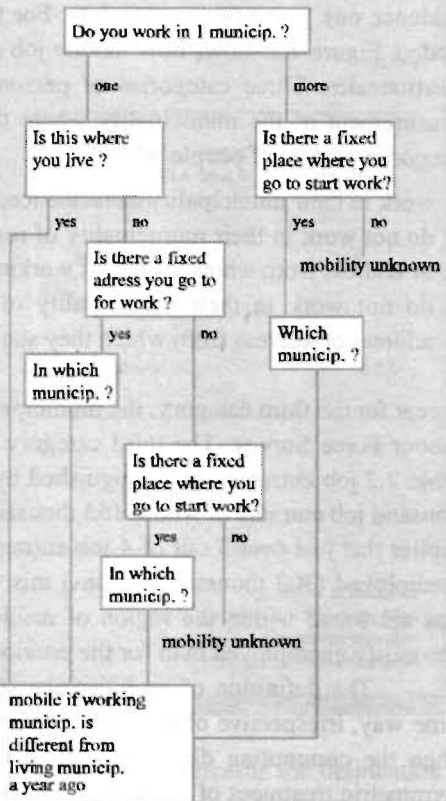 Do you work in 1 municip. ?
one
more
Is this where
you live ?
Is there a fixed
place where you
go to start work?
yes
no
yes
no
mobility unknown
Is there a fixed
adress you go to
for work ?
yes
no
Which
municip. ?
In which
municip. ?
Is there a fixed
place where you
go to start work?
yes
no
In which
municip. ?
mobility unknown
mobile if working
municip. is
different from
living municip.
a year ago